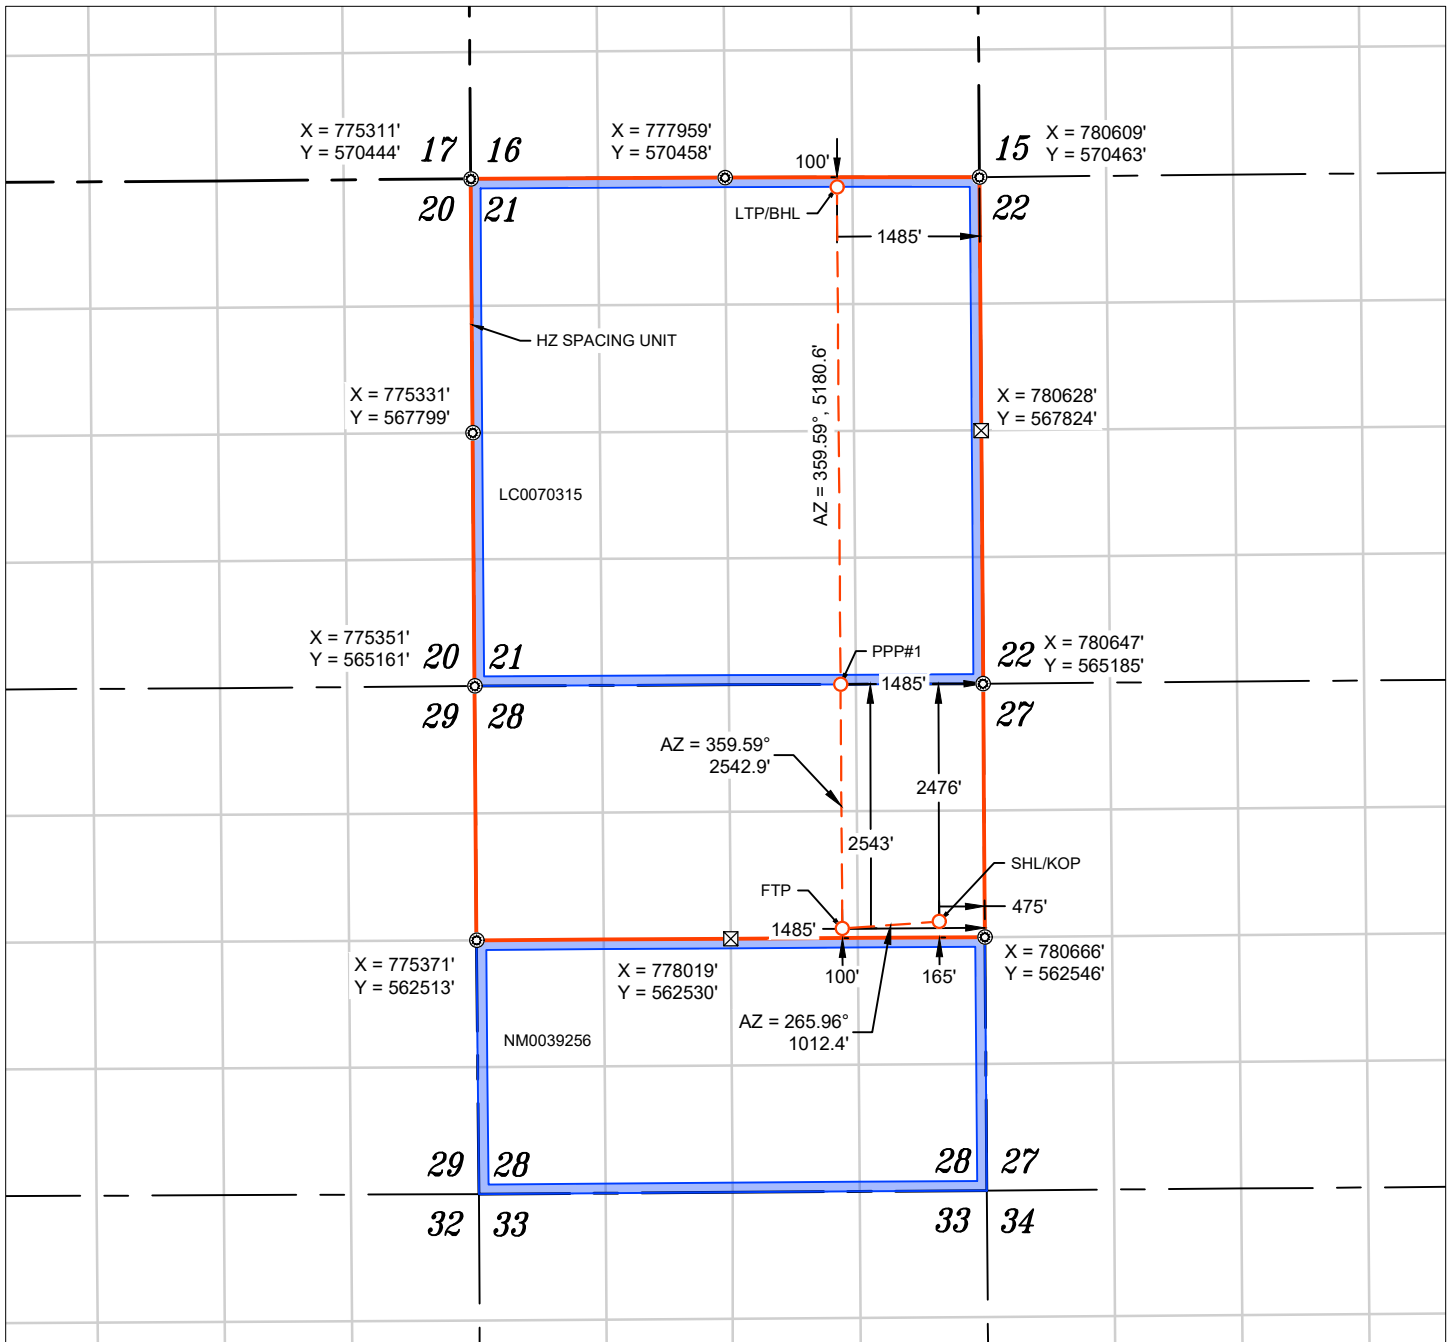 X = 775311'
Y = 570444'
17 16
20 21
X = 777959'
Y = 570458'
100'
15
X = 780609'
Y = 570463'
22
LTP/BHL
1485'
HZ SPACING UNIT
AZ = 359.59°, 5180.6'
X = 775331'
Y = 567799'
X = 780628'
Y = 567824'
LC0070315
X = 775351'
Y = 565161'
20 21
29 28
PPP#1
1485'
22
X = 780647'
Y = 565185'
27
AZ = 359.59°
2542.9'
2476'
2543'
SHL/KOP
FTP
475'
1485'
X = 775371'
Y = 562513'
X = 778019'
Y = 562530'
100'
165'
X = 780666'
Y = 562546'
AZ = 265.96°
1012.4'
NM0039256
29 28
28 27
32 33
33 34